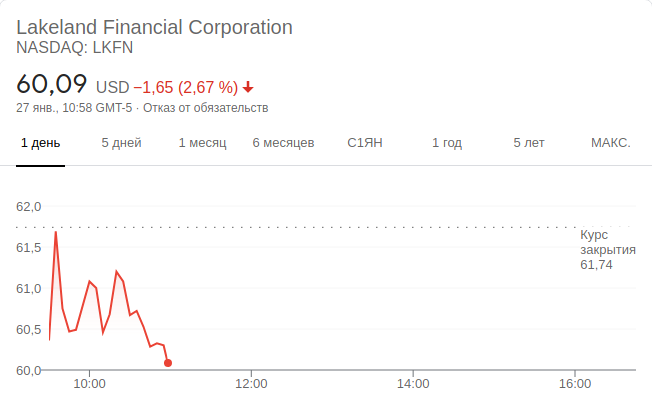 Lakeland Financial Corporation
NASDAQ: LKFN
60,09 USD −1,65 (2,67 %)
27 янв., 10:58 GMT-5 · Отказ от обязательств
1 день 5 дней 1 месяц 6 месяцев С1ЯН 1 год 5 лет МАКС.
62,0
Курс
закрытия
61,74
61,5
61,0
60,5
60,0
10:00 12:00 14:00 16:00